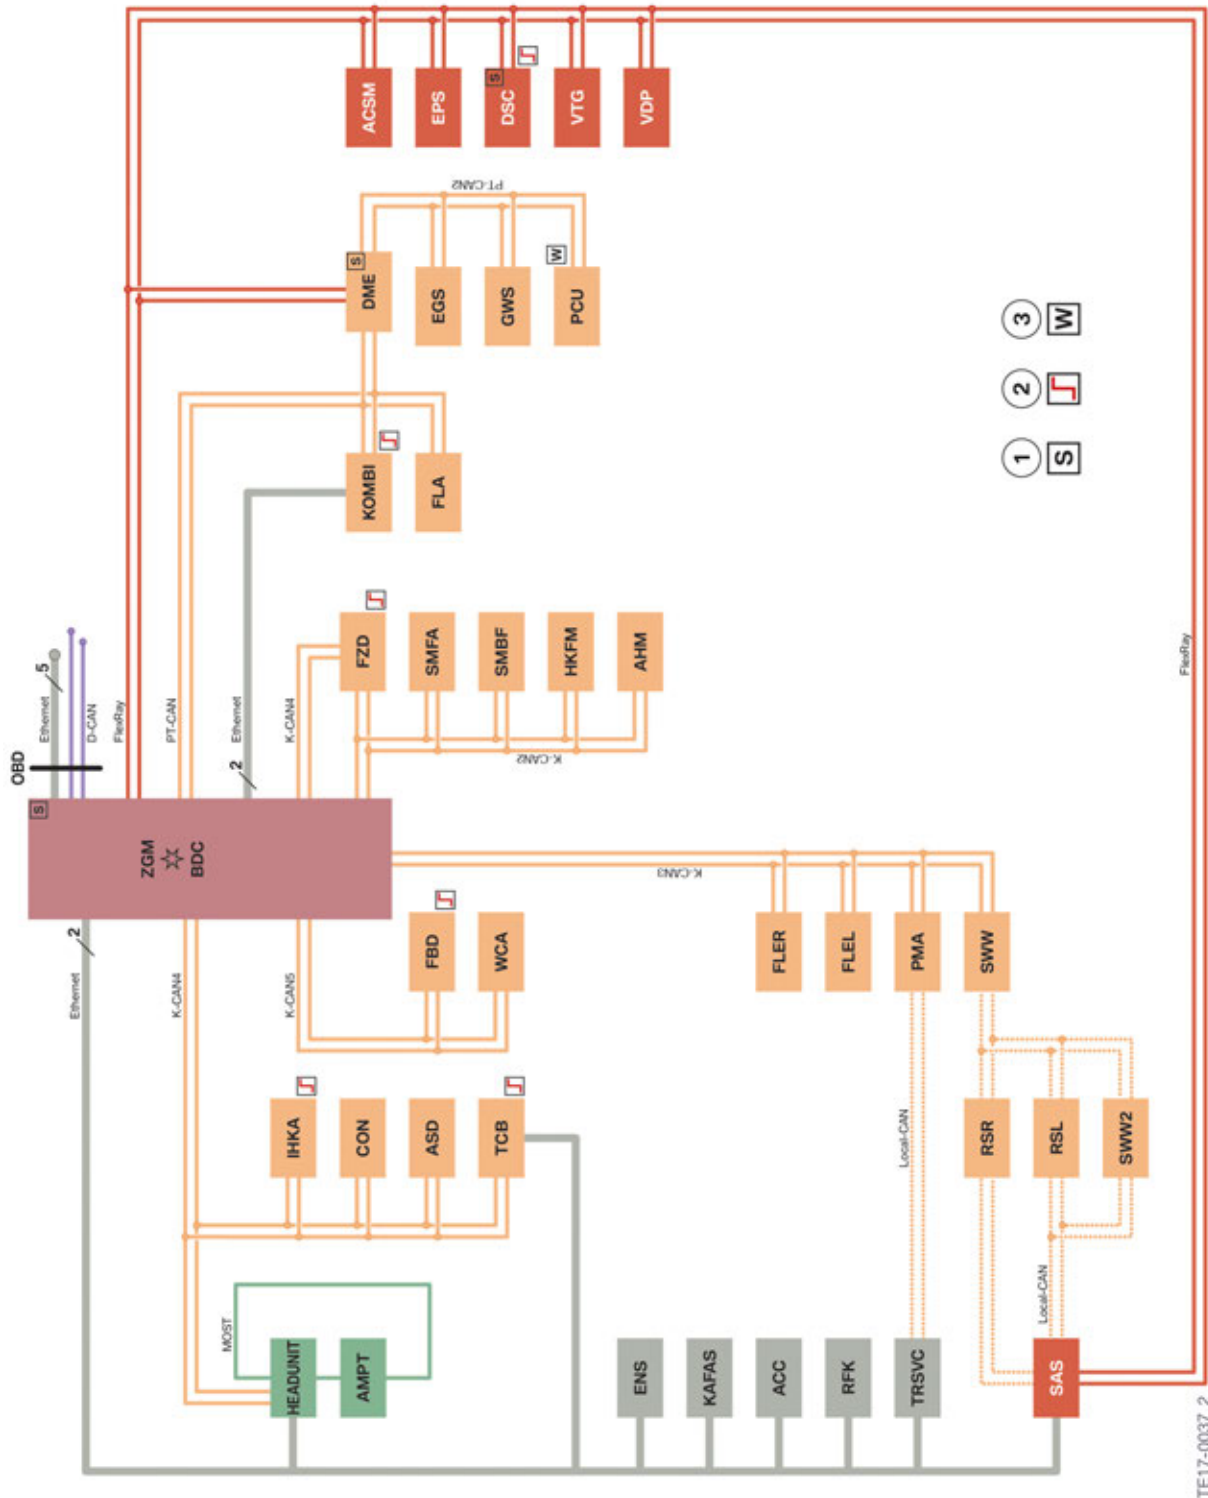 OBD
Ethernet
5
D-CAN
FlexRay
PT-CAN
Ethernet
2
K-CAN4
K-CAN2
S
ZGM
BDC
Ethernet
2
K-CAN4
K-CAN5
K-CAN3
ACSM
EPS
S
DSC
VTG
VDP
PT-CAN2
S
DME
EGS
GWS
W
PCU
KOMBI
FLA
FZD
SMFA
SMBF
HKFM
AHM
FBD
WCA
FLER
FLEL
PMA
SWW
IHKA
CON
ASD
TCB
RSR
RSL
SWW2
Local-CAN
Local-CAN
MOST
HEADUNIT
AMPT
ENS
KAFAS
ACC
RFK
TRSVC
SAS
FlexRay
1
2
3
S
W
TE17-0037_2